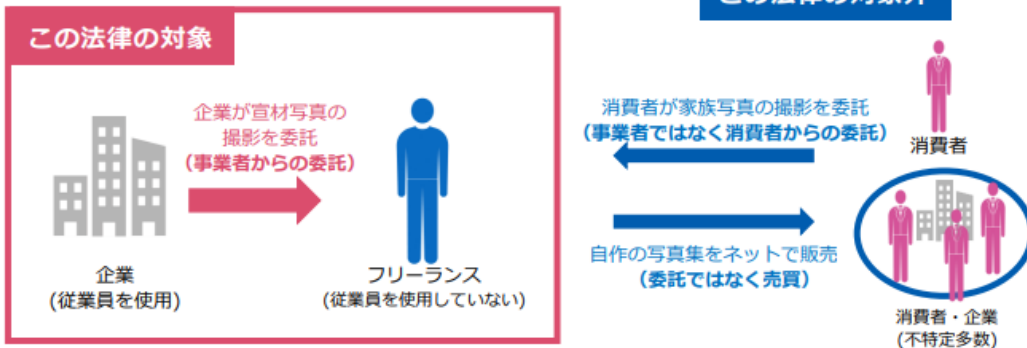 この法律の対象
企業が宣材写真の
撮影を委託
(事業者からの委託)
企業
(従業員を使用)
フリーランス
(従業員を使用していない)
消費者が家族写真の撮影を委託
(事業者ではなく消費者からの委託)
消費者
自作の写真集をネットで販売
(委託ではなく売買)
消費者・企業
(不特定多数)